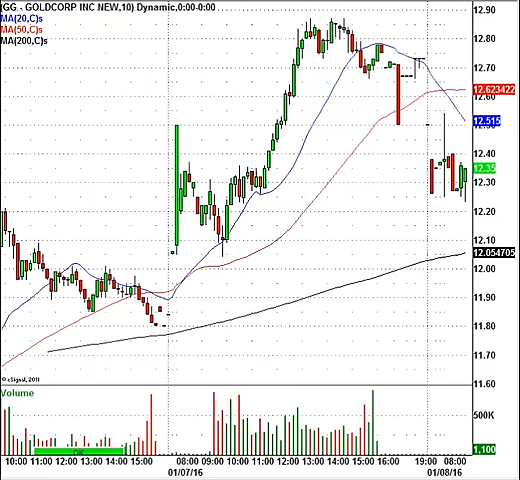 (GG - GOLDCORP INC NEW,10) Dynamic,0:00-0:00
MA(20,C)s
MA(50,C)s
MA(200,C)s
12.90
12.80
12.70
12.623422
12.60
12.515
12.40
12.35
12.30
12.20
12.10
12.054705
12.00
11.90
11.80
11.70
11.60
© eSignal, 2011
Volume
500K
1,100
OK
10:00 11:00 12:00 13:00 14:00 15:00 08:00 09:00 10:00 11:00 12:00 13:00 14:00 15:00 16:00 19:00 08:00
01/07/16 01/08/16